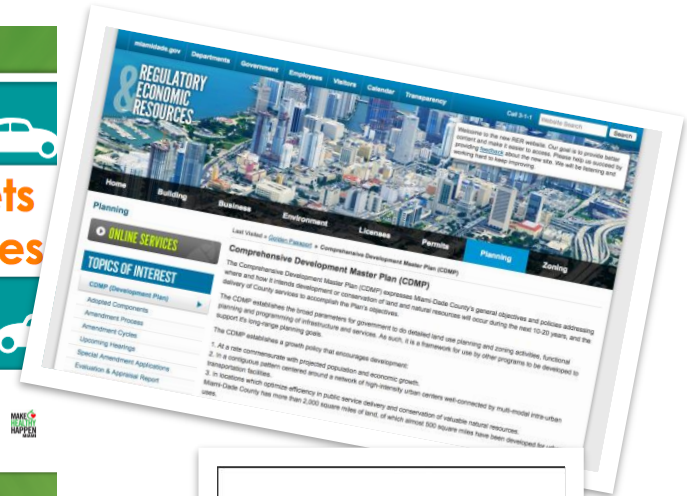 miamidade.gov Departments Government Employees Visitors Calendar Transparency
Call 3-1-1 Website Search Search
REGULATORY
& ECONOMIC
RESOURCES
Welcome to the new RER website. Our goal is to provide better
content and make it easier to access. Please help us succeed by
providing feedback about the new site. We will be listening and
working hard to keep improving.
Home Building Business Environment Licenses Permits Planning Zoning
ts
es
Planning
ONLINE SERVICES
TOPICS OF INTEREST
CDMP (Development Plan)
Adopted Components
Amendment Process
Amendment Cycles
Upcoming Hearings
Special Amendment Applications
Evaluation & Appraisal Report
Last Visited » Golden Passport » Comprehensive Development Master Plan (CDMP)
Comprehensive Development Master Plan (CDMP)
The Comprehensive Development Master Plan (CDMP) expresses Miami-Dade County's general objectives and policies addressing
where and how it intends development or conservation of land and natural resources will occur during the next 10-20 years, and the
delivery of County services to accomplish the Plan's objectives.
The CDMP establishes the broad parameters for government to do detailed land use planning and zoning activities, functional
planning and programming of infrastructure and services. As such, it is a framework for use by other programs to be developed to
support it's long-range planning goals.
The CDMP establishes a growth policy that encourages development:
1. At a rate commensurate with projected population and economic growth.
2. In a contiguous pattern centered around a network of high-intensity urban centers well-connected by multi-modal intra-urban
transportation facilities.
3. In locations which optimize efficiency in public service delivery and conservation of valuable natural resources.
Miami-Dade County has more than 2,000 square miles of land, of which almost 500 square miles have been developed for
uses.
MAKE
HEALTHY
HAPPEN
MIAMI